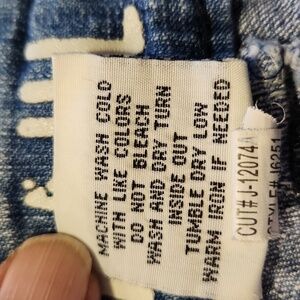 MACHINE WASH COLD
WITH LIKE COLORS
DO NOT BLEACH
WASH AND DRY TURN
INSIDE OUT
TUMBLE DRY LOW
WARM IRON IF NEEDED
CUT# J-12074